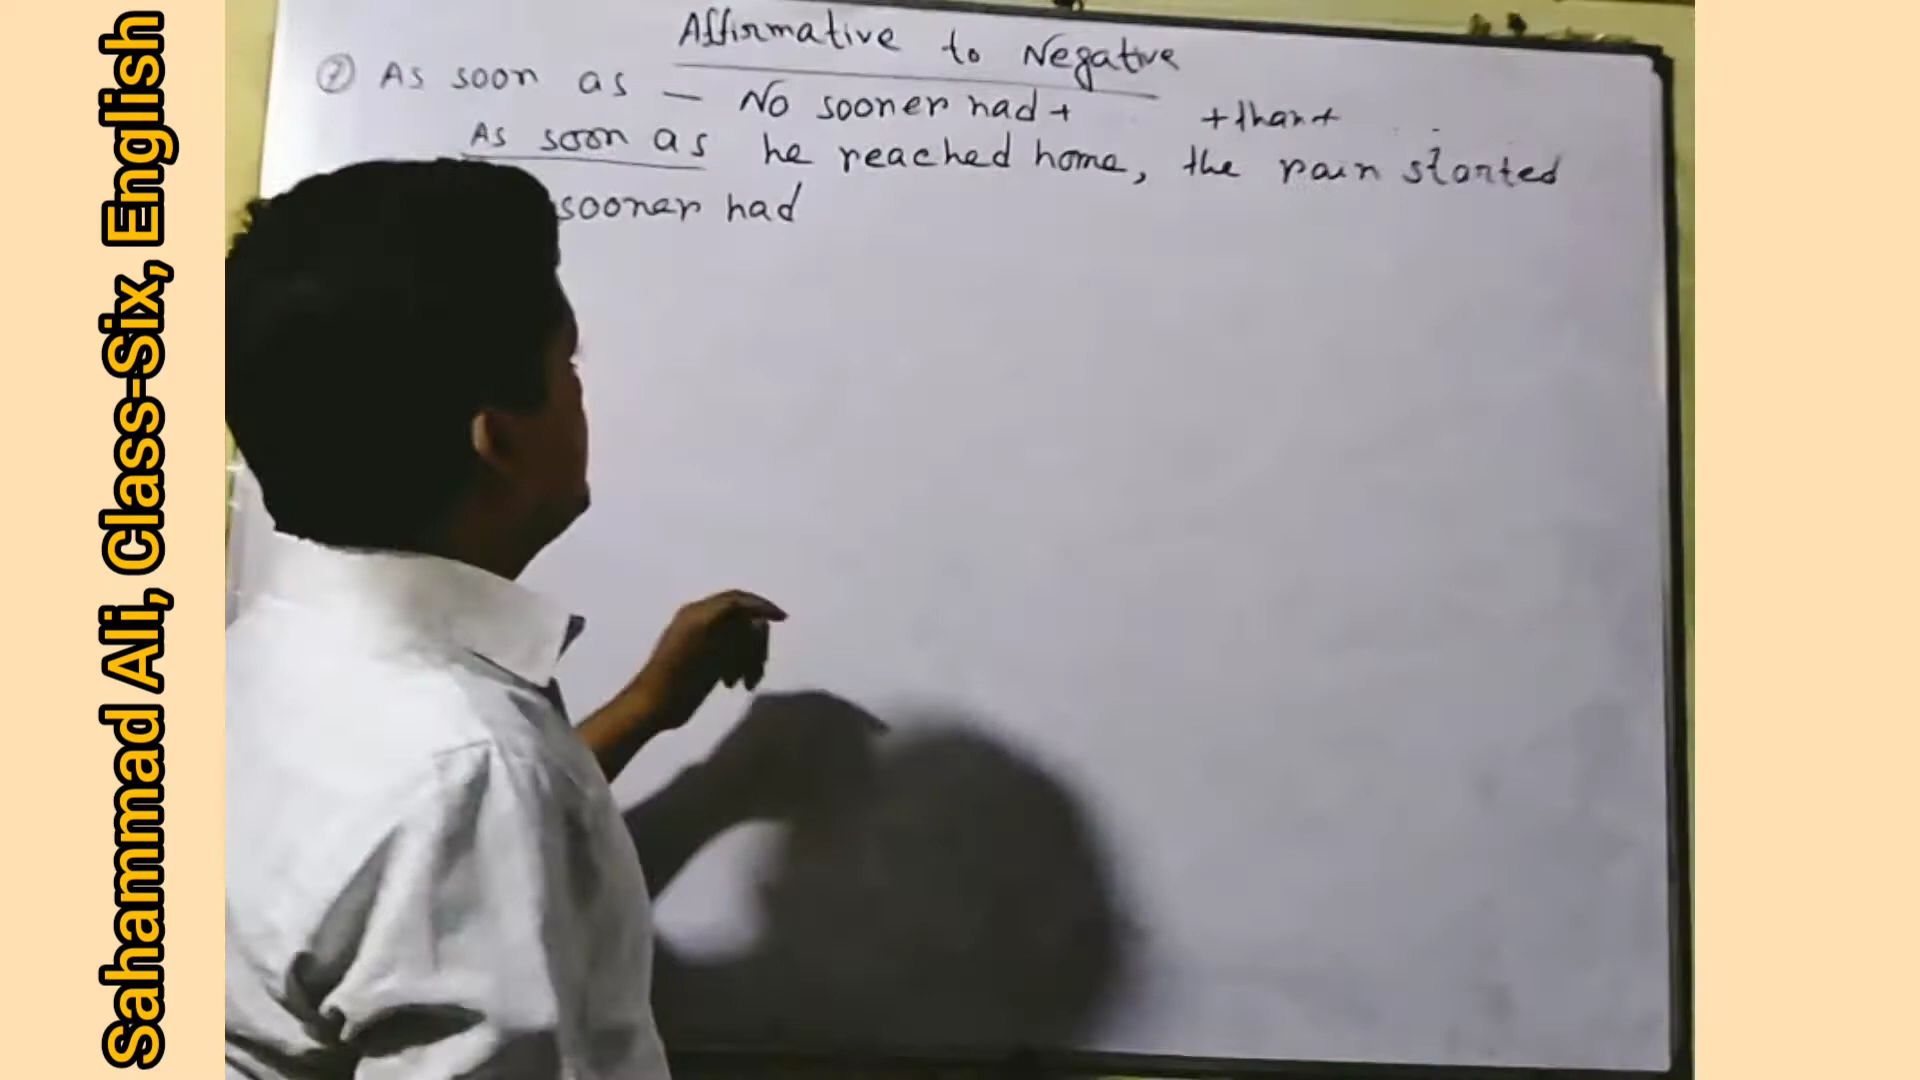 Sahammad Ali, Class-Six, English
Affirmative to Negative
⑦ As soon as — No sooner had + + than +
As soon as he reached home, the rain started
sooner had